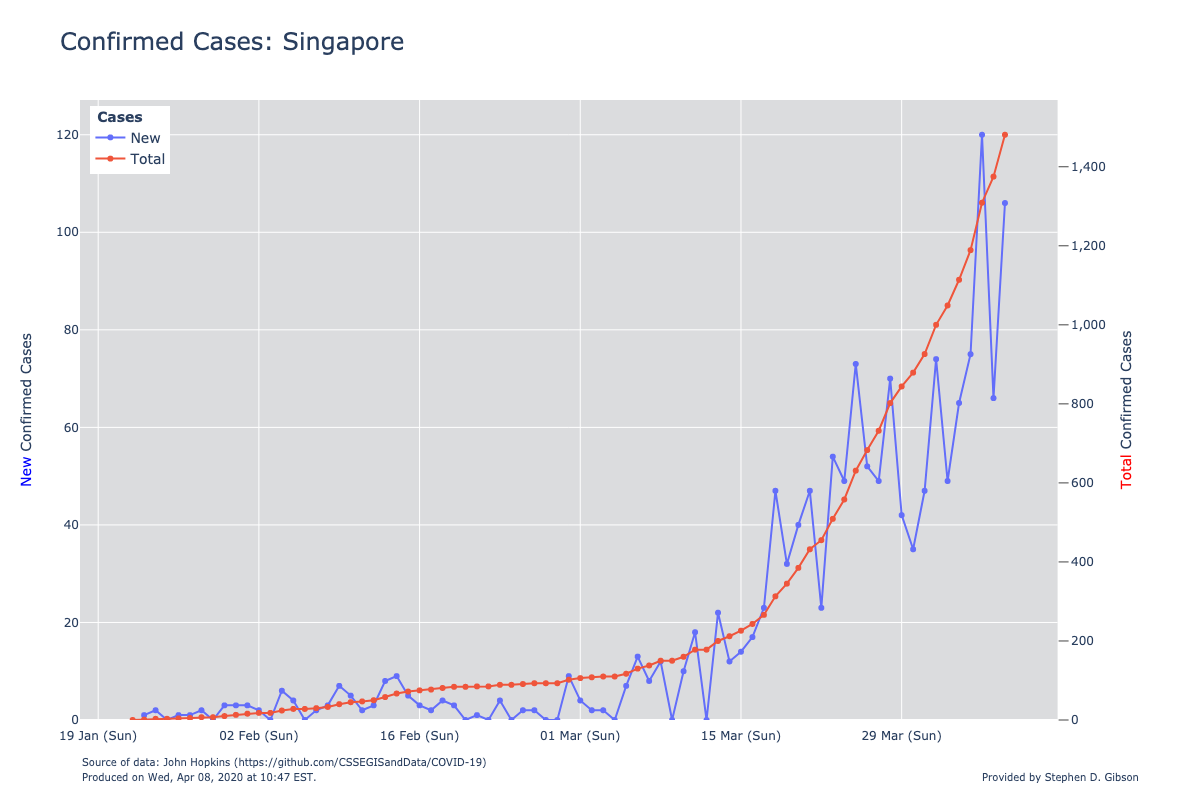 Confirmed Cases: Singapore
Cases
New
Total
120
100
80
60
40
20
0
New Confirmed Cases
1,400
1,200
1,000
800
600
400
200
0
Total Confirmed Cases
19 Jan (Sun) 02 Feb (Sun) 16 Feb (Sun) 01 Mar (Sun) 15 Mar (Sun) 29 Mar (Sun)
Source of data: John Hopkins (https://github.com/CSSEGISandData/COVID-19)
Produced on Wed, Apr 08, 2020 at 10:47 EST.
Provided by Stephen D. Gibson